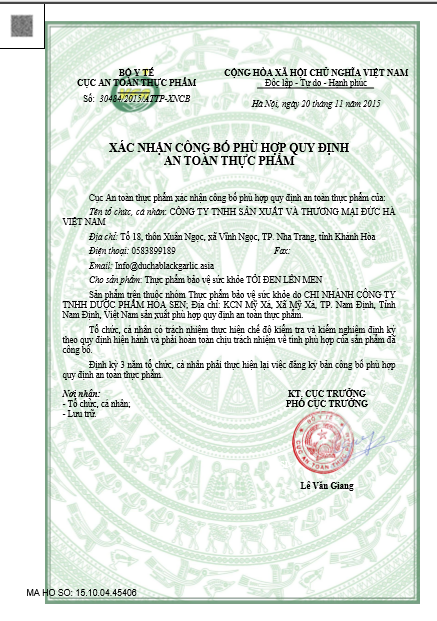 BỘ Y TẾ
CỤC AN TOÀN THỰC PHẨM
Số: 30484/2015/ATTP-XNCB
CỘNG HÒA XÃ HỘI CHỦ NGHĨA VIỆT NAM
Độc lập - Tự do - Hạnh phúc
Hà Nội, ngày 20 tháng 11 năm 2015
XÁC NHẬN CÔNG BỐ PHÙ HỢP QUY ĐỊNH
AN TOÀN THỰC PHẨM
Cục An toàn thực phẩm xác nhận công bố phù hợp quy định an toàn thực phẩm của:
Tên tổ chức, cá nhân: CÔNG TY TNHH SẢN XUẤT VÀ THƯƠNG MẠI ĐỨC HÀ
VIỆT NAM
Địa chỉ: Tổ 18, thôn Xuân Ngọc, xã Vĩnh Ngọc, TP. Nha Trang, tỉnh Khánh Hòa
Điện thoại: 0583899189 Fax:
Email: Info@duchablackgarlic.asia
Cho sản phẩm: Thực phẩm bảo vệ sức khỏe TỎI ĐEN LÊN MEN
Sản phẩm trên thuộc nhóm Thực phẩm bảo vệ sức khỏe do CHI NHÁNH CÔNG TY
TNHH DƯỢC PHẨM HOA SEN; Địa chỉ: KCN Mỹ Xá, Xã Mỹ Xá, TP. Nam Định, Tỉnh
Nam Định, Việt Nam sản xuất phù hợp quy định an toàn thực phẩm.
Tổ chức, cá nhân có trách nhiệm thực hiện chế độ kiểm tra và kiểm nghiệm định kỳ
theo quy định hiện hành và phải hoàn toàn chịu trách nhiệm về tính phù hợp của sản phẩm đã
công bố.
Định kỳ 3 năm tổ chức, cá nhân phải thực hiện lại việc đăng ký bản công bố phù hợp
quy định an toàn thực phẩm.
Nơi nhận:
- Tổ chức, cá nhân;
- Lưu trữ.
KT. CỤC TRƯỞNG
PHÓ CỤC TRƯỞNG
BỘ Y TẾ
CỤC AN TOÀN THỰC PHẨM
Lê Văn Giang
MA HO SO: 15.10.04.45406